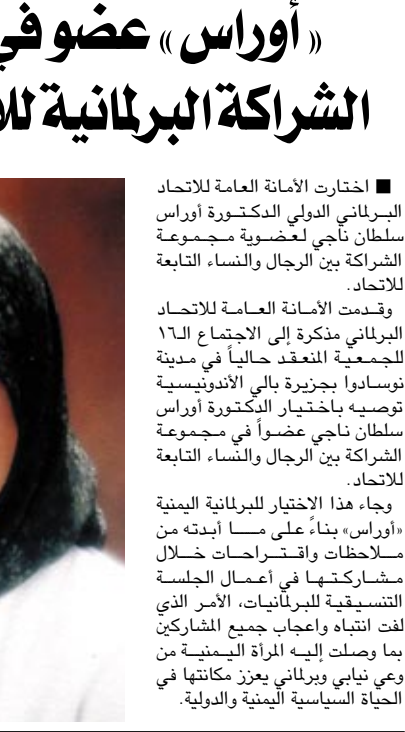 «أوراس» عضو في
الشراكة البرلمانية
■ اختارت الأمانة العامة للاتحاد
البرلماني الدولي الدكتورة أوراس
سلطان ناجي لعضوية مجموعة
الشراكة بين الرجال والنساء التابعة
للاتحاد.
وقدمت الأمانة العامة للاتحاد
البرلماني مذكرة إلى الاجتماع الـ١٦
للجمعية المنعقد حالياً في مدينة
نوسادوا بجزيرة بالي الأندونيسية
توصيه باختيار الدكتورة أوراس
سلطان ناجي عضواً في مجموعة
الشراكة بين الرجال والنساء التابعة
للاتحاد.
وجاء هذا الاختيار للبرلمانية اليمنية
«أوراس» بناءً على ما أبدته من
ملاحظات واقتراحات خلال
مشاركتها في أعمال الجلسة
التنسيقية للبرلمانيات، الأمر الذي
لفت انتباه واعجاب جميع المشاركين
بما وصلت إليه المرأة اليمنية من
وعي نيابي وبرلماني يعزز مكانتها في
الحياة السياسية اليمنية والدولية.